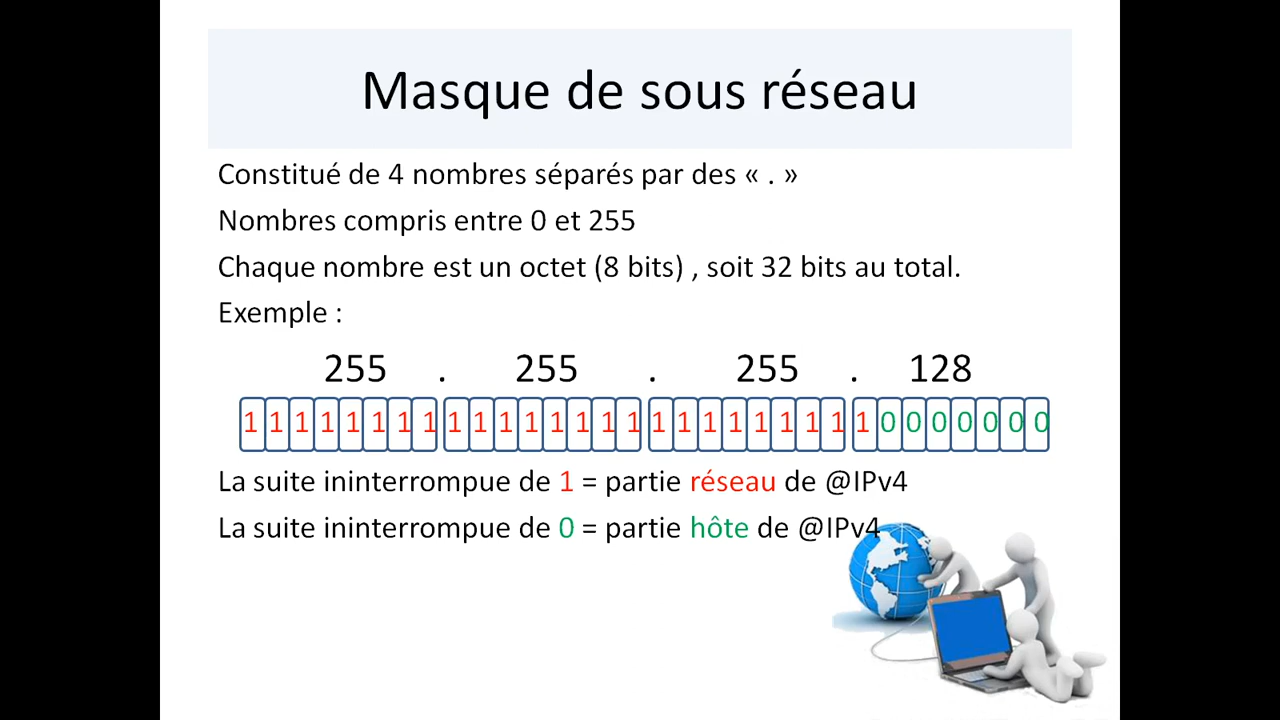 Masque de sous réseau
Constitué de 4 nombres séparés par des « . »
Nombres compris entre 0 et 255
Chaque nombre est un octet (8 bits) , soit 32 bits au total.
Exemple :
255 . 255 . 255 . 128
1 1 1 1 1 1 1 1 1 1 1 1 1 1 1 1 1 1 1 1 1 1 1 1 1 0 0 0 0 0 0 0
La suite ininterrompue de 1 = partie réseau de @IPv4
La suite ininterrompue de 0 = partie hôte de @IPv4